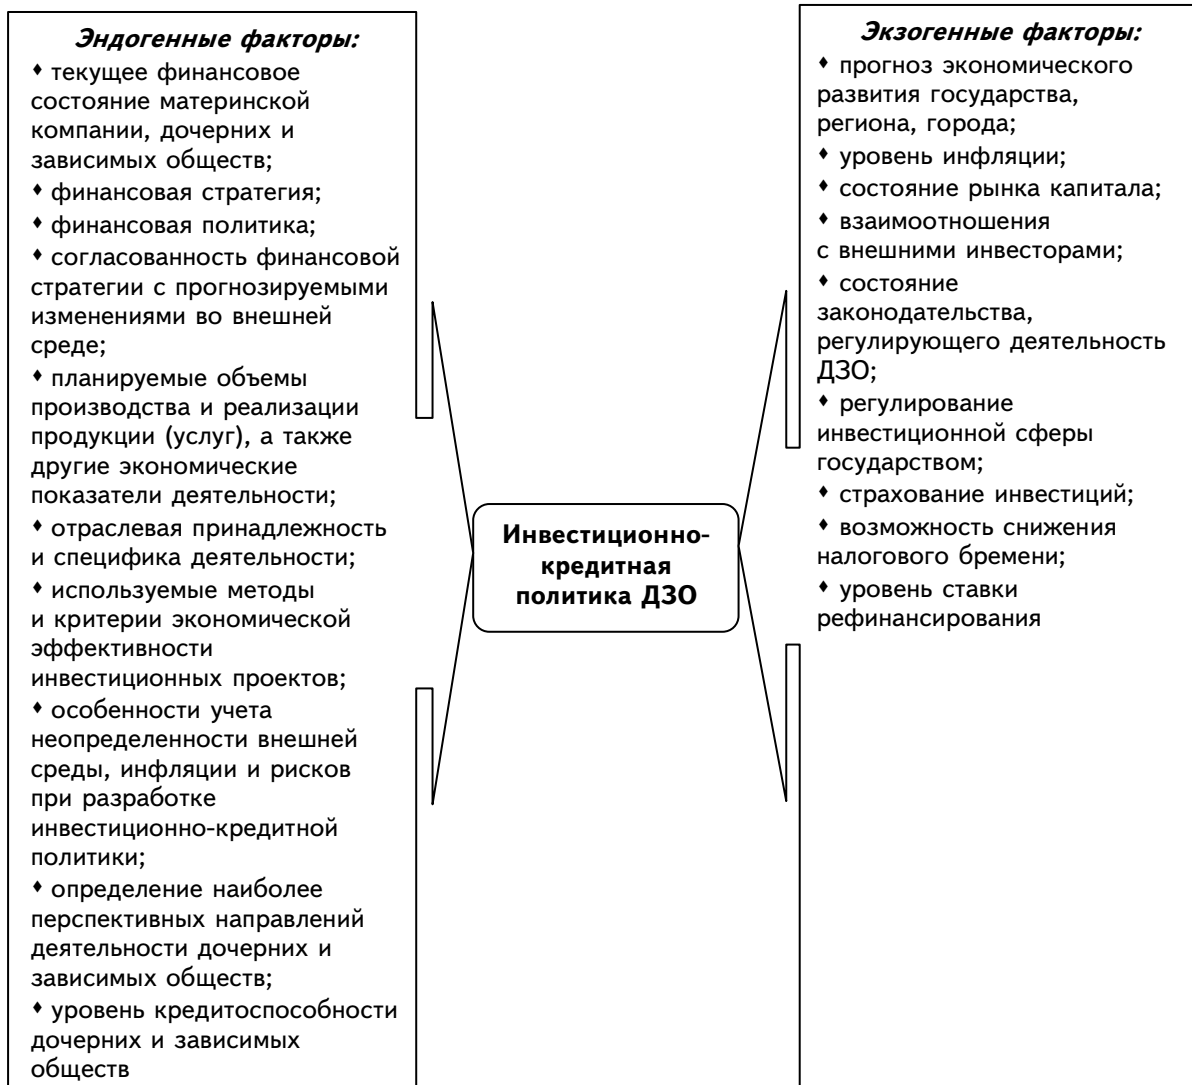 Эндогенные факторы:
♦ текущее финансовое
состояние материнской
компании, дочерних и
зависимых обществ;
♦ финансовая стратегия;
♦ финансовая политика;
♦ согласованность финансовой
стратегии с прогнозируемыми
изменениями во внешней
среде;
♦ планируемые объемы
производства и реализации
продукции (услуг), а также
другие экономические
показатели деятельности;
♦ отраслевая принадлежность
и специфика деятельности;
♦ используемые методы
и критерии экономической
эффективности
инвестиционных проектов;
♦ особенности учета
неопределенности внешней
среды, инфляции и рисков
при разработке
инвестиционно-кредитной
политики;
♦ определение наиболее
перспективных направлений
деятельности дочерних и
зависимых обществ;
♦ уровень кредитоспособности
дочерних и зависимых
обществ
Инвестиционно-
кредитная
политика ДЗО
Экзогенные факторы:
♦ прогноз экономического
развития государства,
региона, города;
♦ уровень инфляции;
♦ состояние рынка капитала;
♦ взаимоотношения
с внешними инвесторами;
♦ состояние
законодательства,
регулирующего деятельность
ДЗО;
♦ регулирование
инвестиционной сферы
государством;
♦ страхование инвестиций;
♦ возможность снижения
налогового бремени;
♦ уровень ставки
рефинансирования